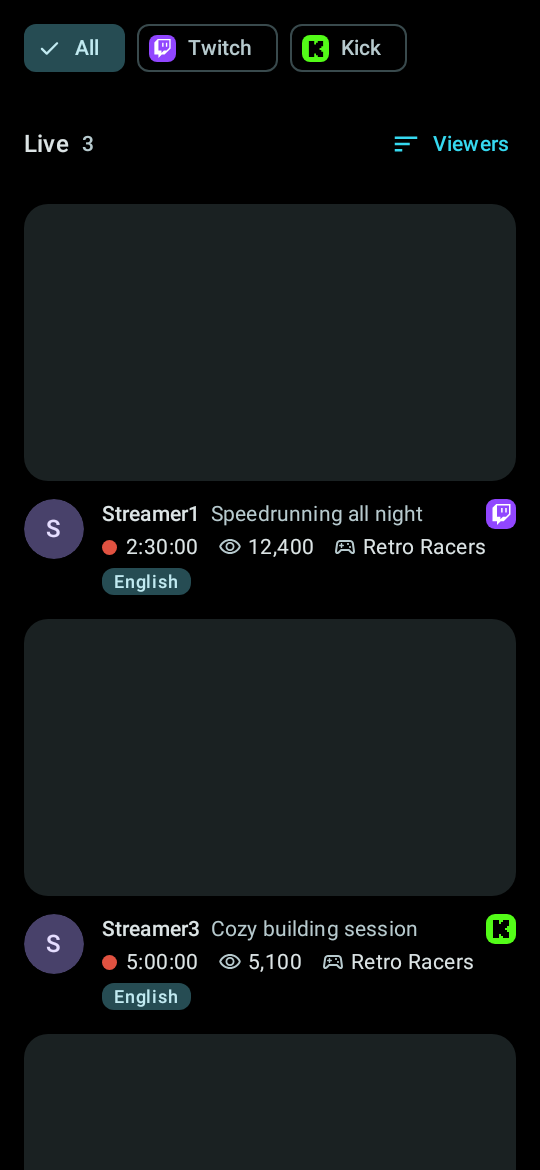 All Twitch Kick
Live 3 Viewers
S
Streamer1 Speedrunning all night
2:30:00 12,400 Retro Racers
English
S
Streamer3 Cozy building session
5:00:00 5,100 Retro Racers
English